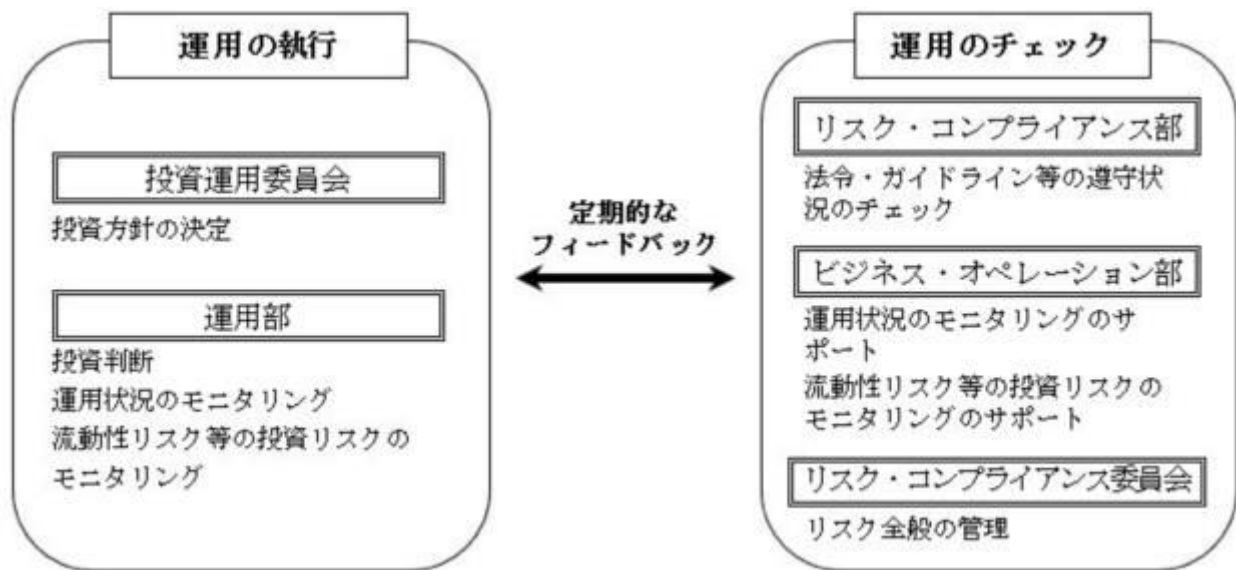 運用の執行
投資運用委員会
投資方針の決定
運用部
投資判断
運用状況のモニタリング
流動性リスク等の投資リスクの
モニタリング
定期的な
フィードバック
運用のチェック
リスク・コンプライアンス部
法令・ガイドライン等の遵守状
況のチェック
ビジネス・オペレーション部
運用状況のモニタリングのサ
ポート
流動性リスク等の投資リスクの
モニタリングのサポート
リスク・コンプライアンス委員会
リスク全般の管理